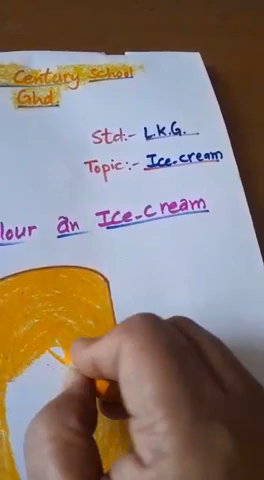 Century School
Ghd.
Std:- L.K.G.
Topic:- Ice-cream
lour an Ice-cream